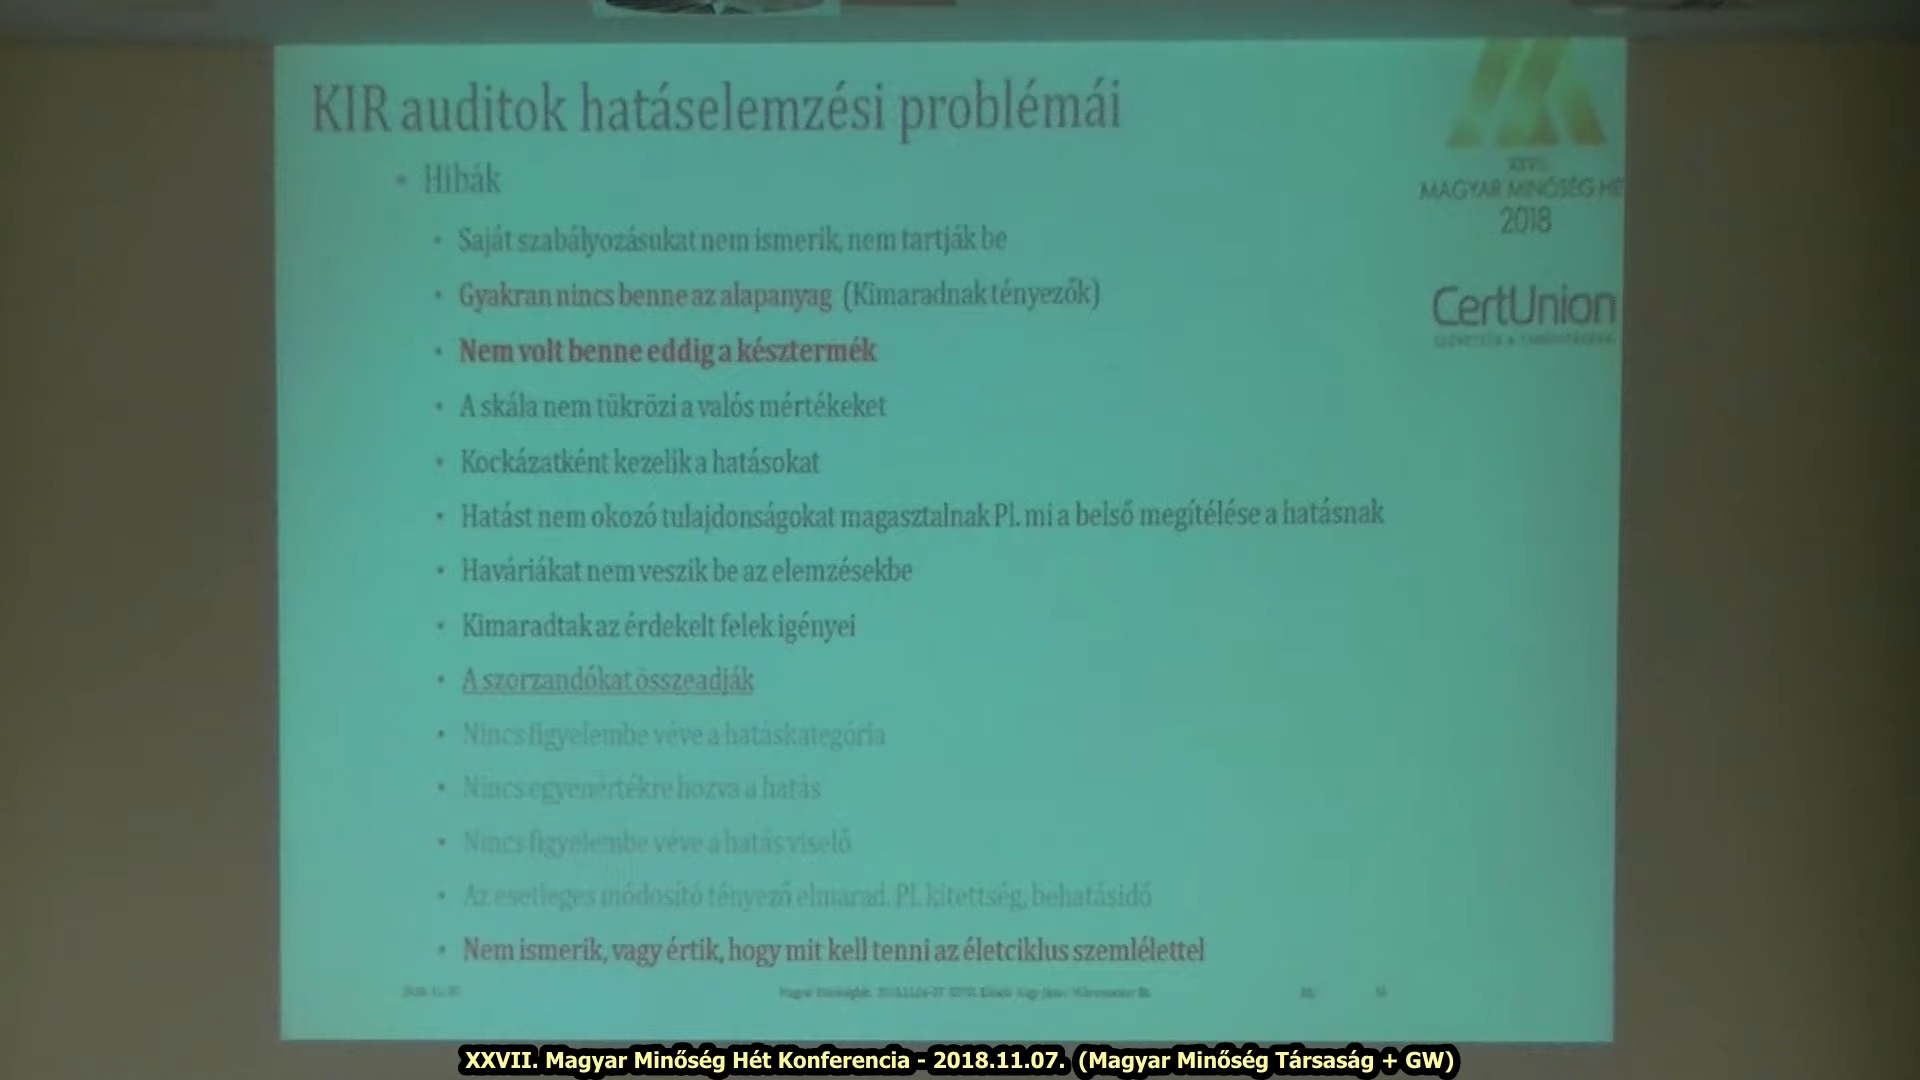 KIR auditok hatáselemzési problémái
• Hibák
• Saját szabályozásukat nem ismerik, nem tartják be
• Gyakran nincs benne az alapanyag (Kimaradnak tényezők)
• Nem volt benne eddig a késztermék
• A skála nem tükrözi a valós mértékeket
• Kockázatként kezelik a hatásokat
• Hatást nem okozó tulajdonságokat magasztalnak Pl. mi a belső megítélése a hatásnak
• Haváriákat nem veszik be az elemzésekbe
• Kimaradtak az érdekelt felek igényei
• A szorzandókat összeadják
• Nincs figyelembe véve a hatáskategória
• Nincs egyenértékre hozva a hatás
• Nincs figyelembe véve a hatás viselő
• Az esetleges módosító tényező elmarad. Pl. kitettség, behatásidő
• Nem ismerik, vagy értik, hogy mit kell tenni az életciklus szemlélettel
XXVII.
MAGYAR MINŐSÉG HÉ
2018
CertUnion
XXVII. Magyar Minőség Hét Konferencia - 2018.11.07. (Magyar Minőség Társaság + GW)